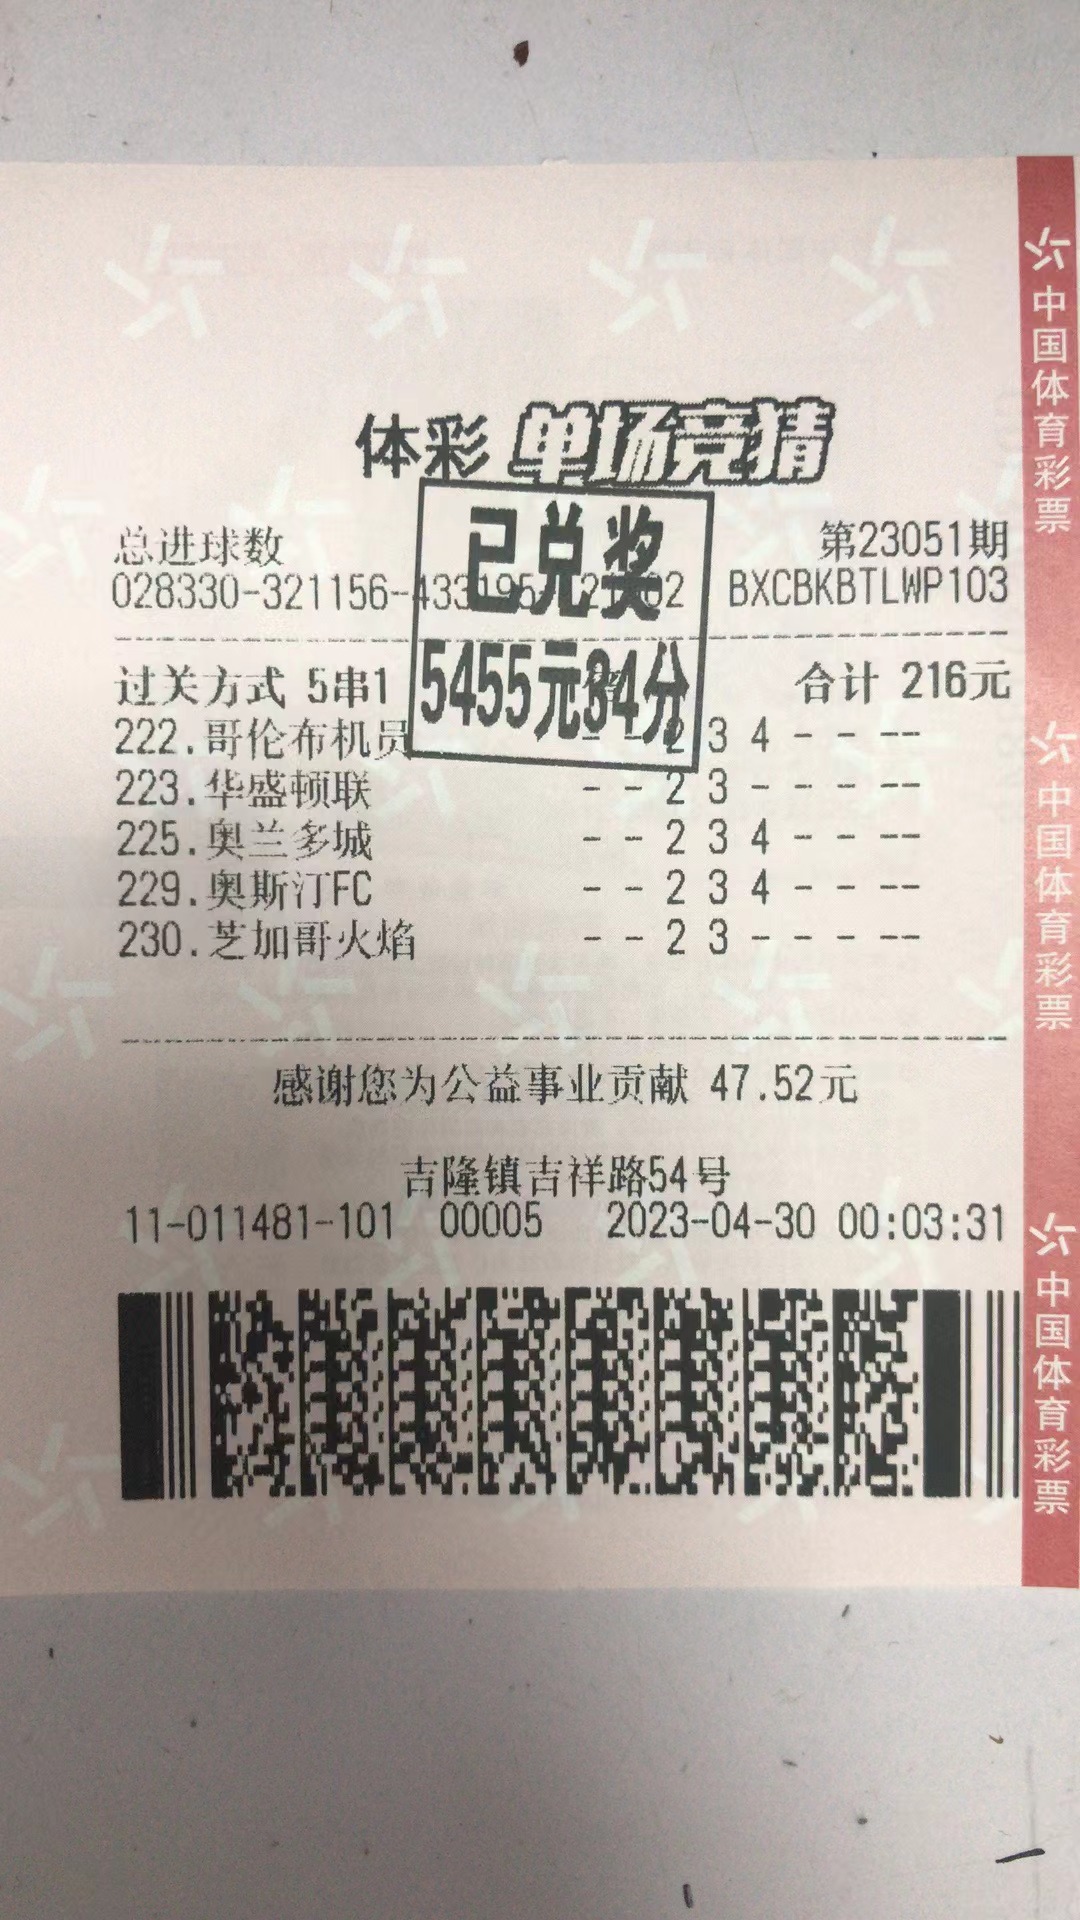 体彩 单场竞猜
已兑奖
5455元34分
总进球数 第23051期
028330-321156-433195 02 BXCBKBTLWP103
过关方式 5串1 合计 216元
222.哥伦布机员 - - 2 3 4 - - --
223.华盛顿联 - - 2 3 - - - --
225.奥兰多城 - - 2 3 4 - - --
229.奥斯汀FC - - 2 3 4 - - --
230.芝加哥火焰 - - 2 3 - - - --
感谢您为公益事业贡献 47.52元
吉隆镇吉祥路54号
11-011481-101 00005 2023-04-30 00:03:31
中国体育彩票
中国体育彩票
中国体育彩票